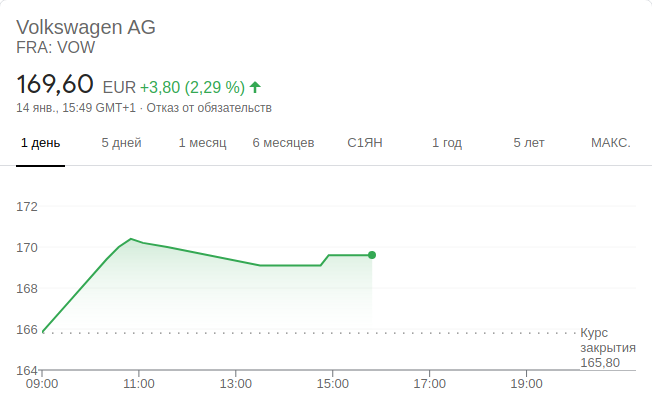 Volkswagen AG
FRA: VOW
169,60 EUR +3,80 (2,29 %)
14 янв., 15:49 GMT+1 · Отказ от обязательств
1 день 5 дней 1 месяц 6 месяцев С1ЯН 1 год 5 лет МАКС.
172
170
168
166
164
Курс
закрытия
165,80
09:00 11:00 13:00 15:00 17:00 19:00